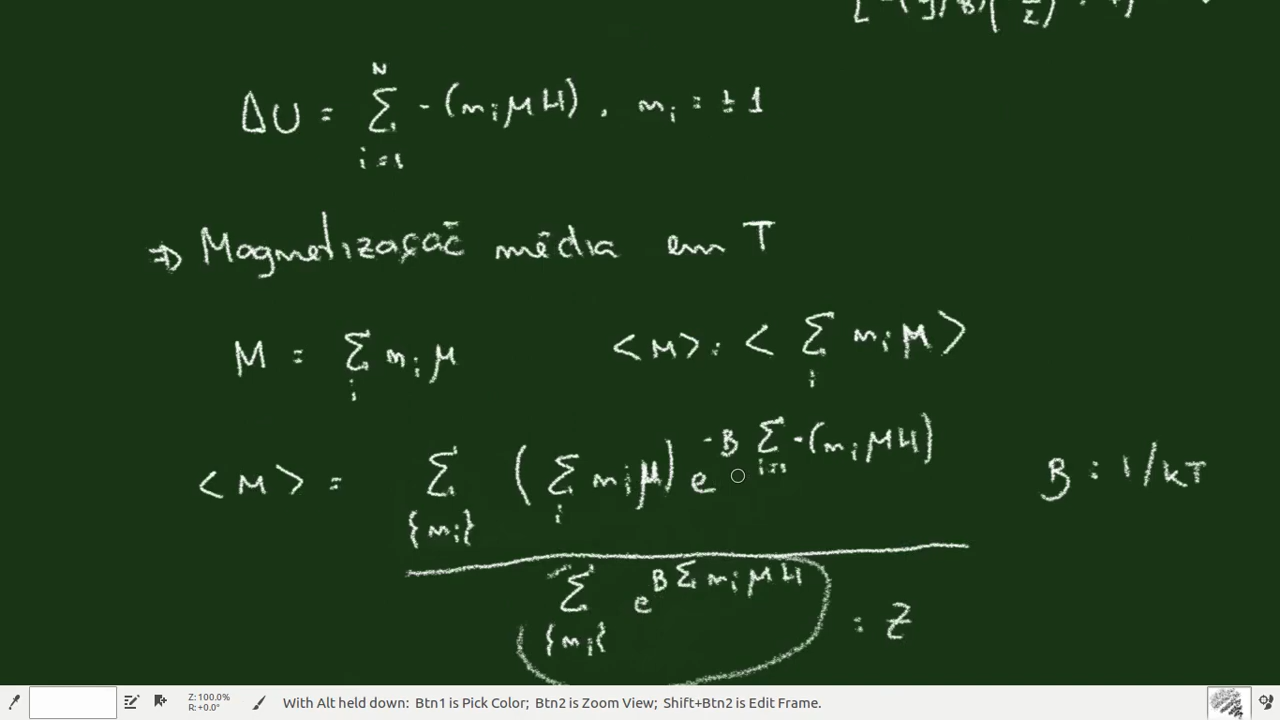 ΔU = Σ_{i=1}^{N} -(m_i μ H) , m_i = ±1
⇒ Magnetização média em T
M = Σ_i m_i μ    <M> = < Σ_i m_i μ >
<M> = Σ_{m_i} ( Σ_i m_i μ ) e^{-β Σ_{i=1} -(m_i μ H)}    β = 1/kT
Σ_{m_i} e^{β Σ m_i μ H} = Z
Z:100.0%
R:+0.0°
With Alt held down: Btn1 is Pick Color; Btn2 is Zoom View; Shift+Btn2 is Edit Frame.